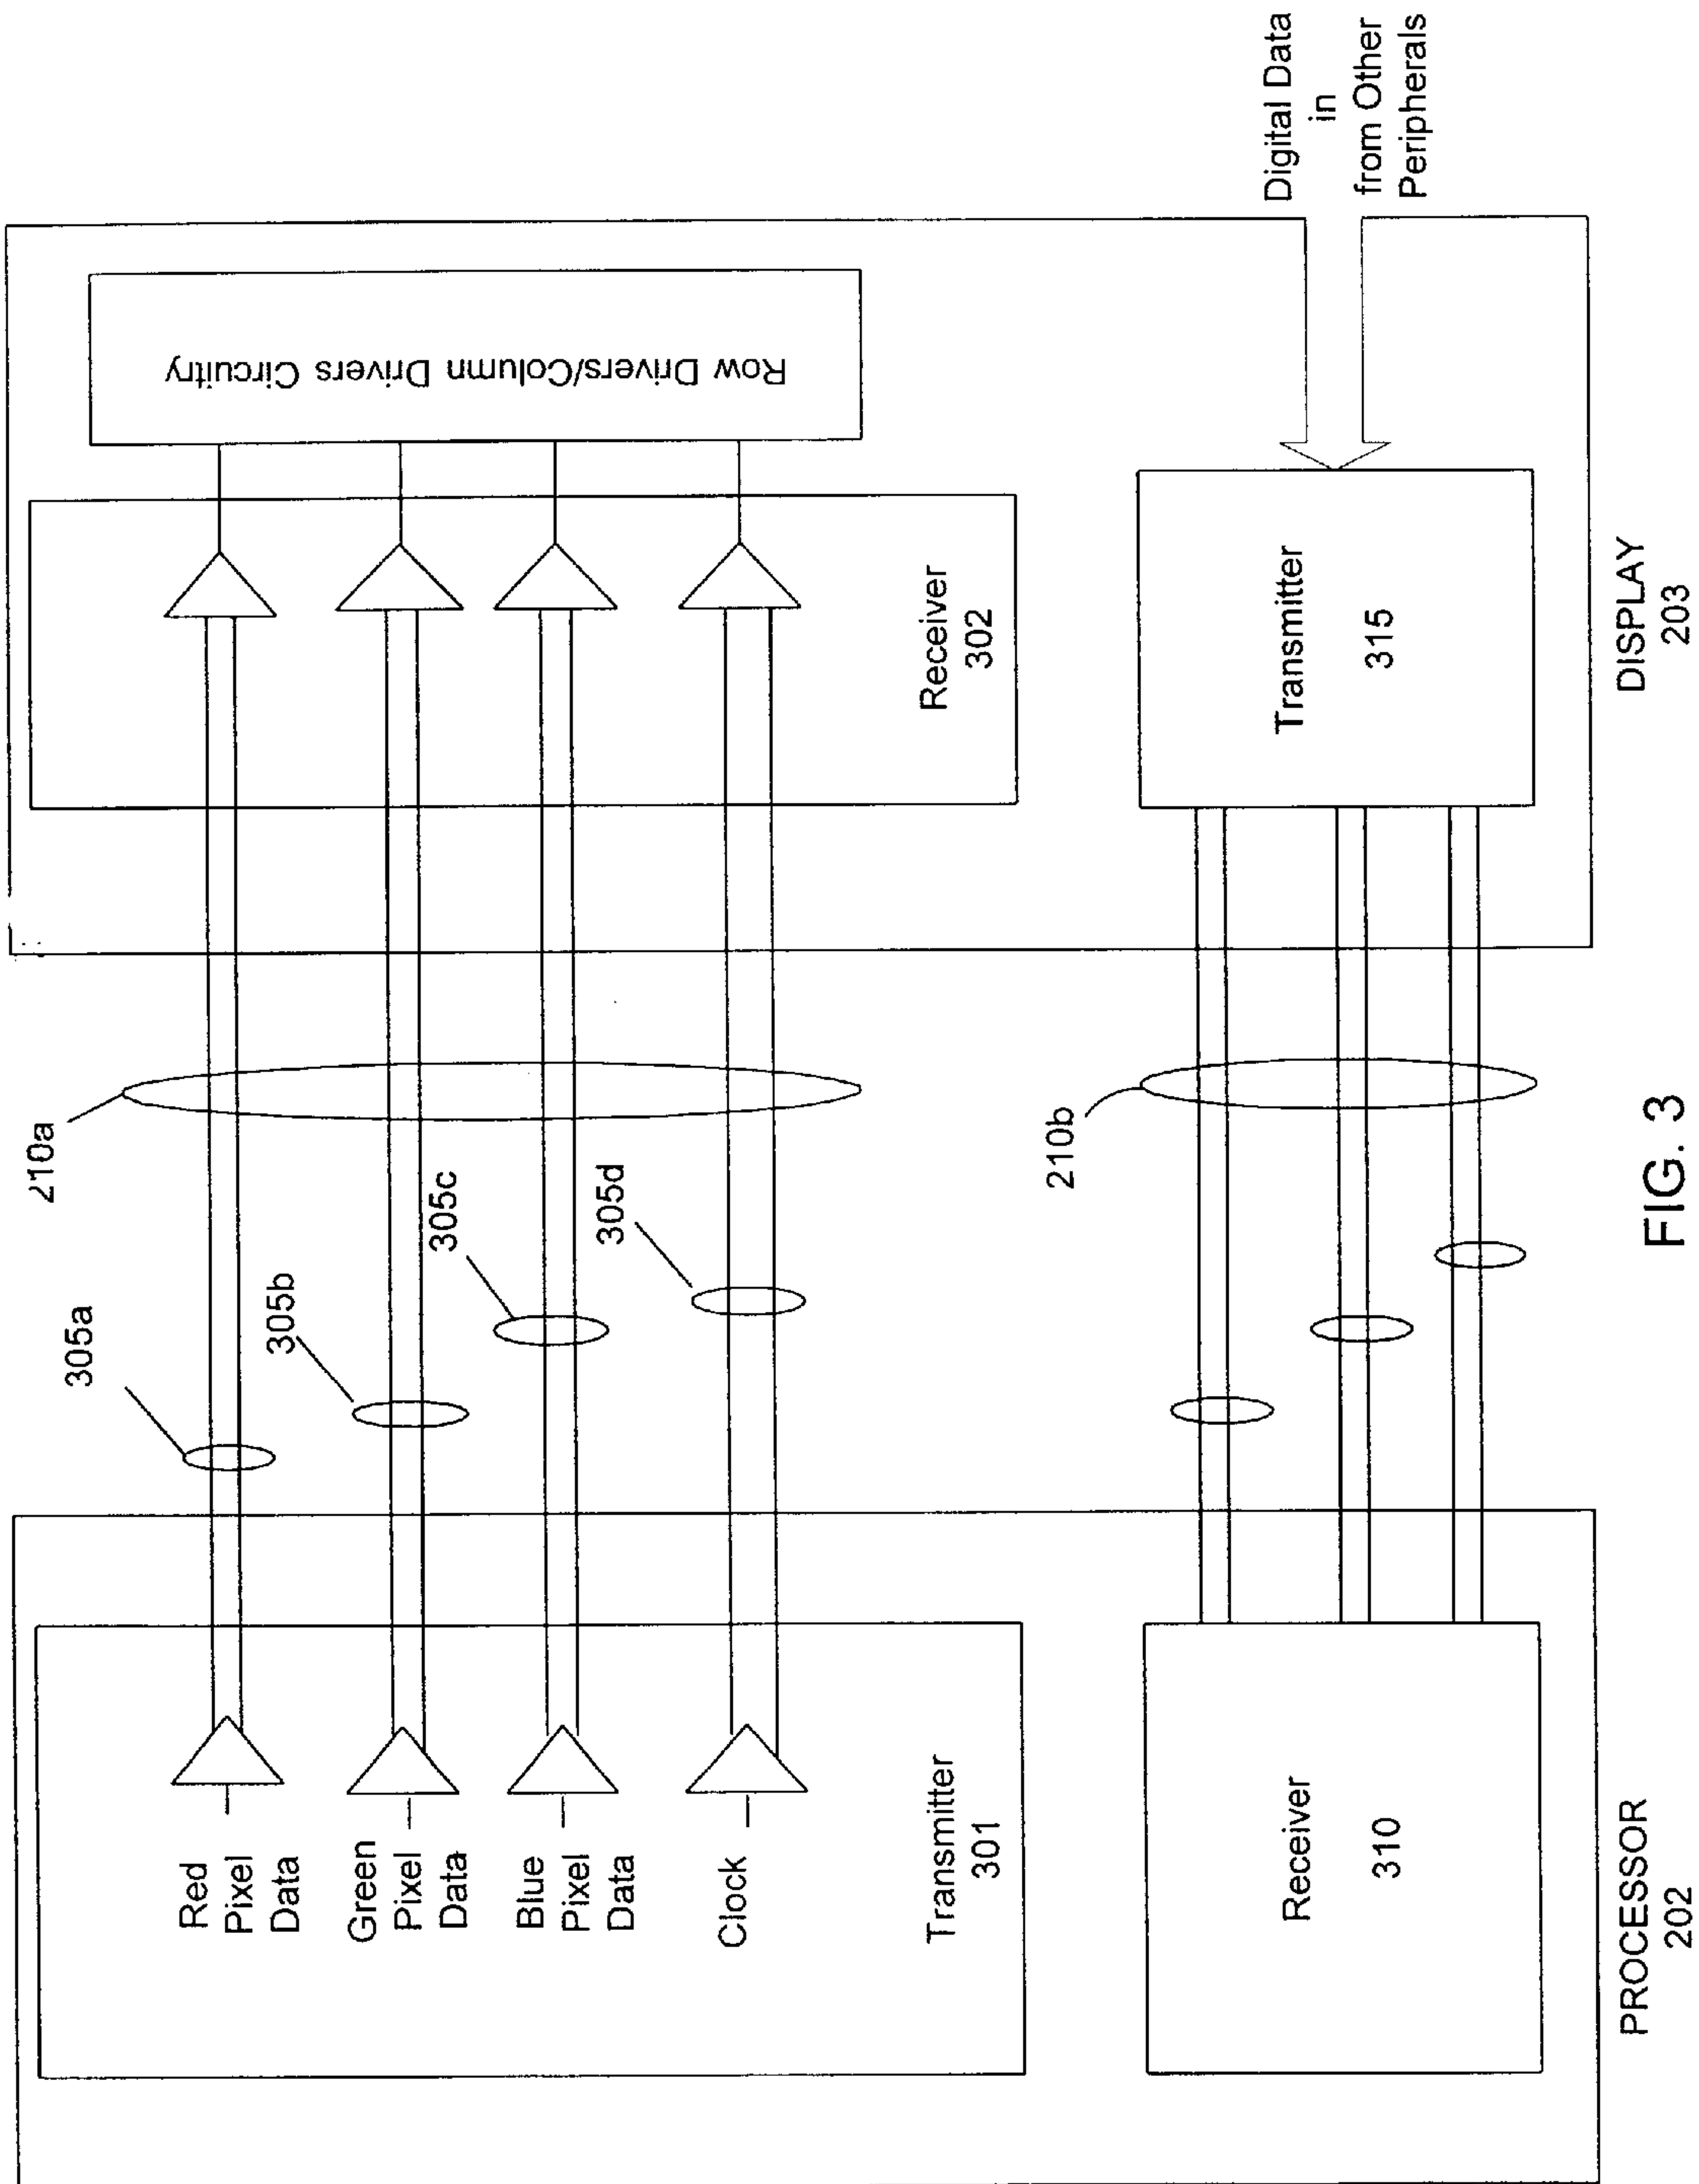 210a
305a
305b
305c
305d
Red
Pixel
Data
Green
Pixel
Data
Blue
Pixel
Data
Clock
Transmitter
301
Receiver
302
Row Drivers/Column Drivers Circuitry
210b
Receiver
310
Transmitter
315
Digital Data
in
from Other
Peripherals
PROCESSOR
202
DISPLAY
203
FIG. 3